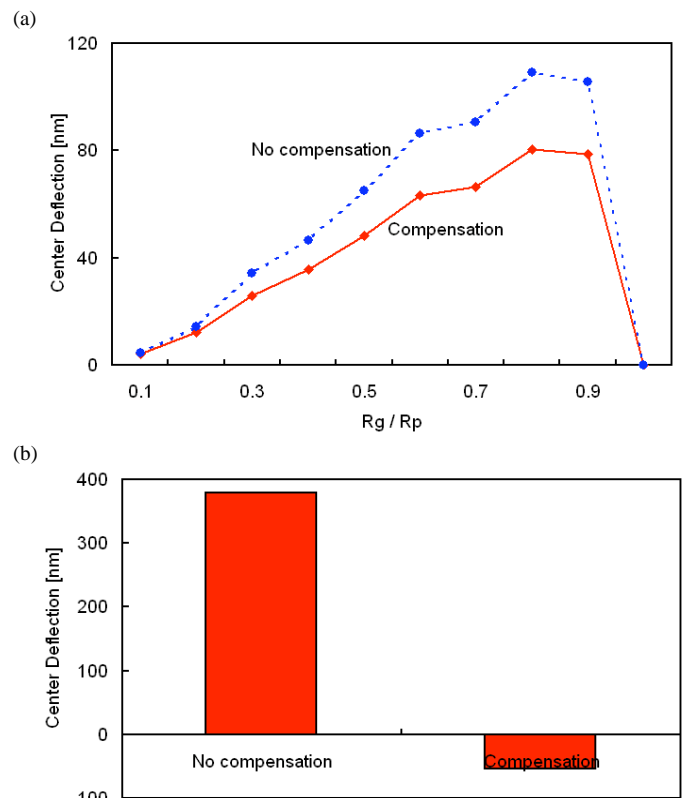 (a)
120
80
40
0
Center Deflection [nm]
No compensation
Compensation
0.1 0.3 0.5 0.7 0.9
Rg / Rp
(b)
400
300
200
100
0
100
Center Deflection [nm]
No compensation
Compensation